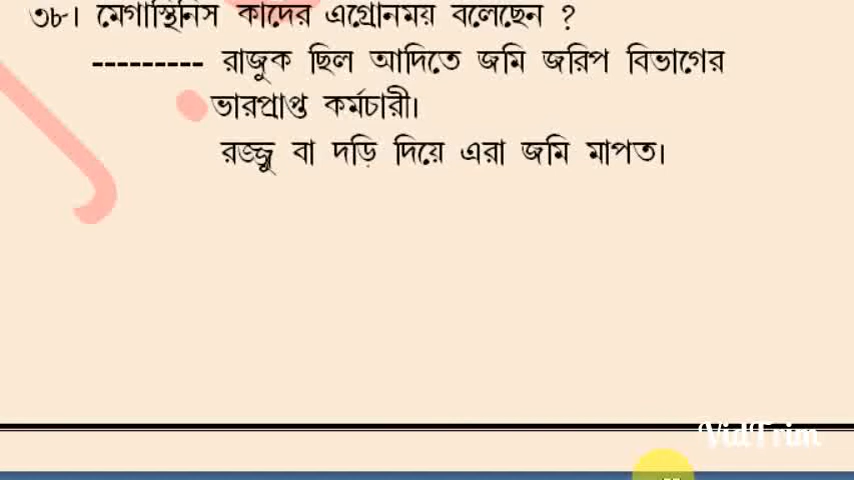 ৩৮। মেগাস্থিনিস কাদের এগ্রোনময় বলেছেন ?
--------- রাজুক ছিল আদিতে জমি জরিপ বিভাগের
ভারপ্রাপ্ত কর্মচারী।
রজ্জু বা দড়ি দিয়ে এরা জমি মাপত।
VidTrim